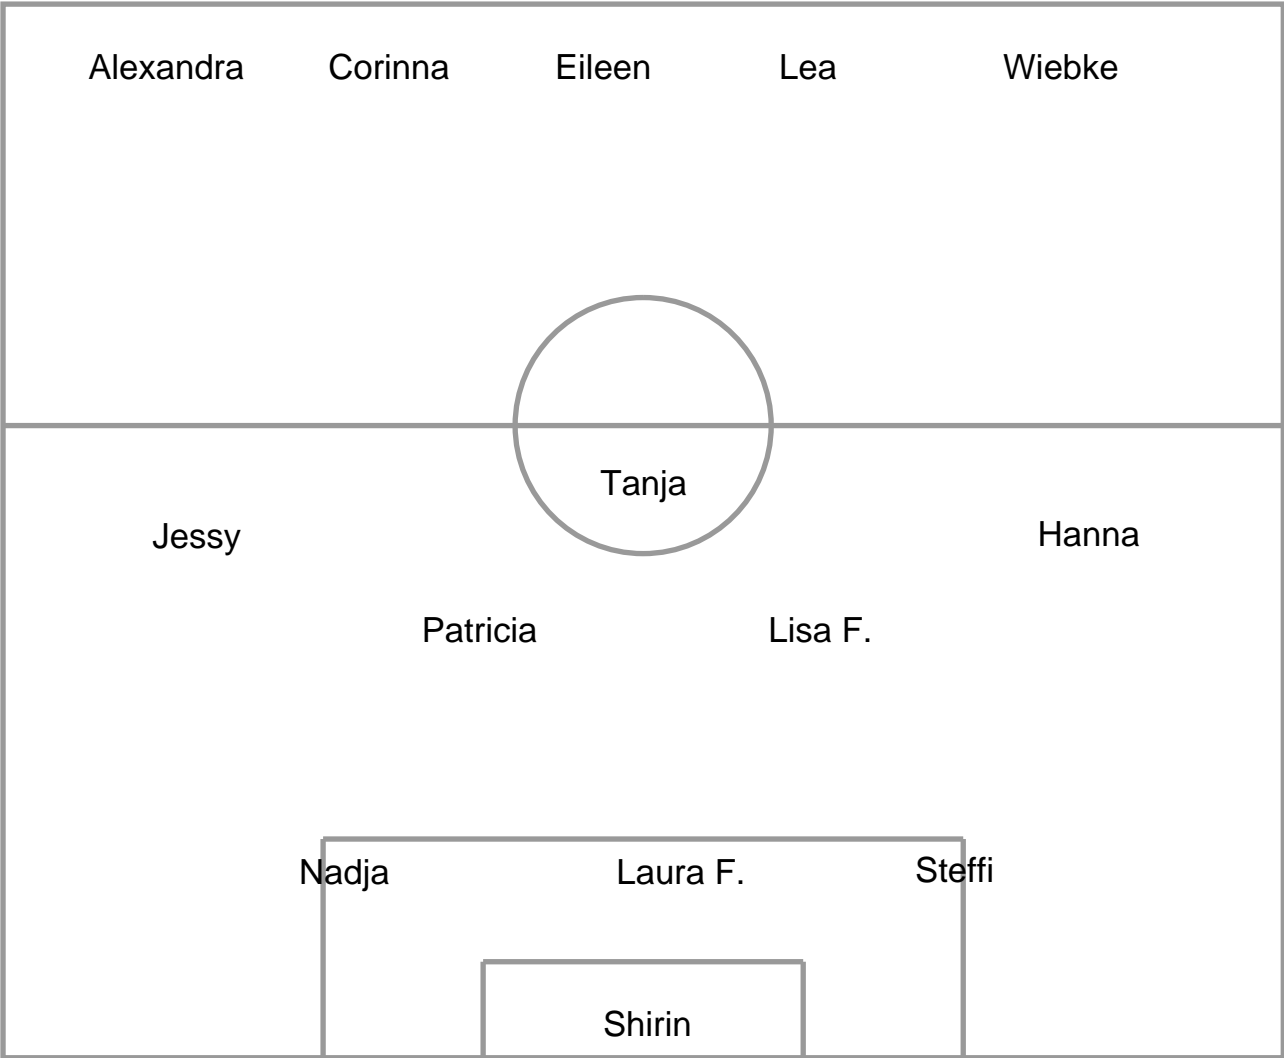 Alexandra Corinna Eileen Lea Wiebke
Tanja
Jessy Hanna
Patricia Lisa F.
Nadja Laura F. Steffi
Shirin